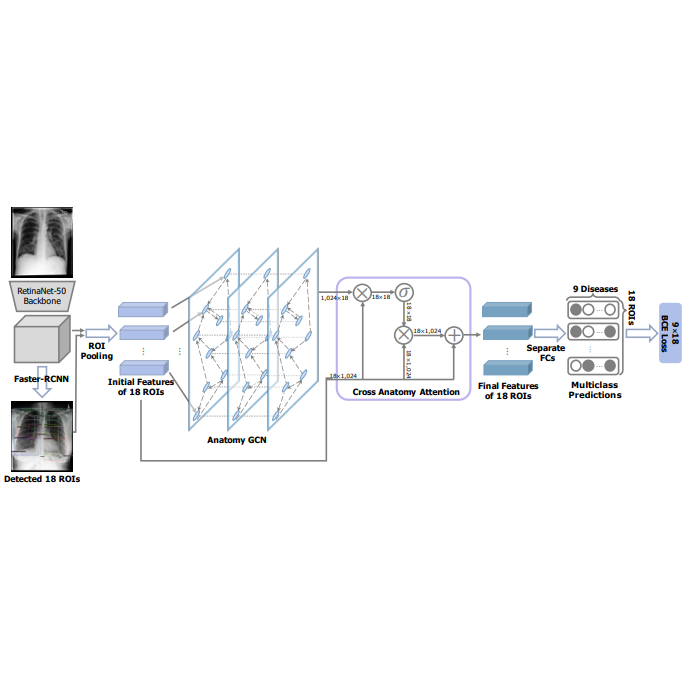 RetinaNet-50
Backbone
Faster-RCNN
Detected 18 ROIs
ROI
Pooling
Initial Features
of 18 ROIs
Anatomy GCN
1,024×18
18×18
σ
18×18
18×1,024
18×1,024
18×1,024
Cross Anatomy Attention
Final Features
of 18 ROIs
Separate
FCs
9 Diseases
18 ROIs
Multiclass
Predictions
9×18
BCE Loss